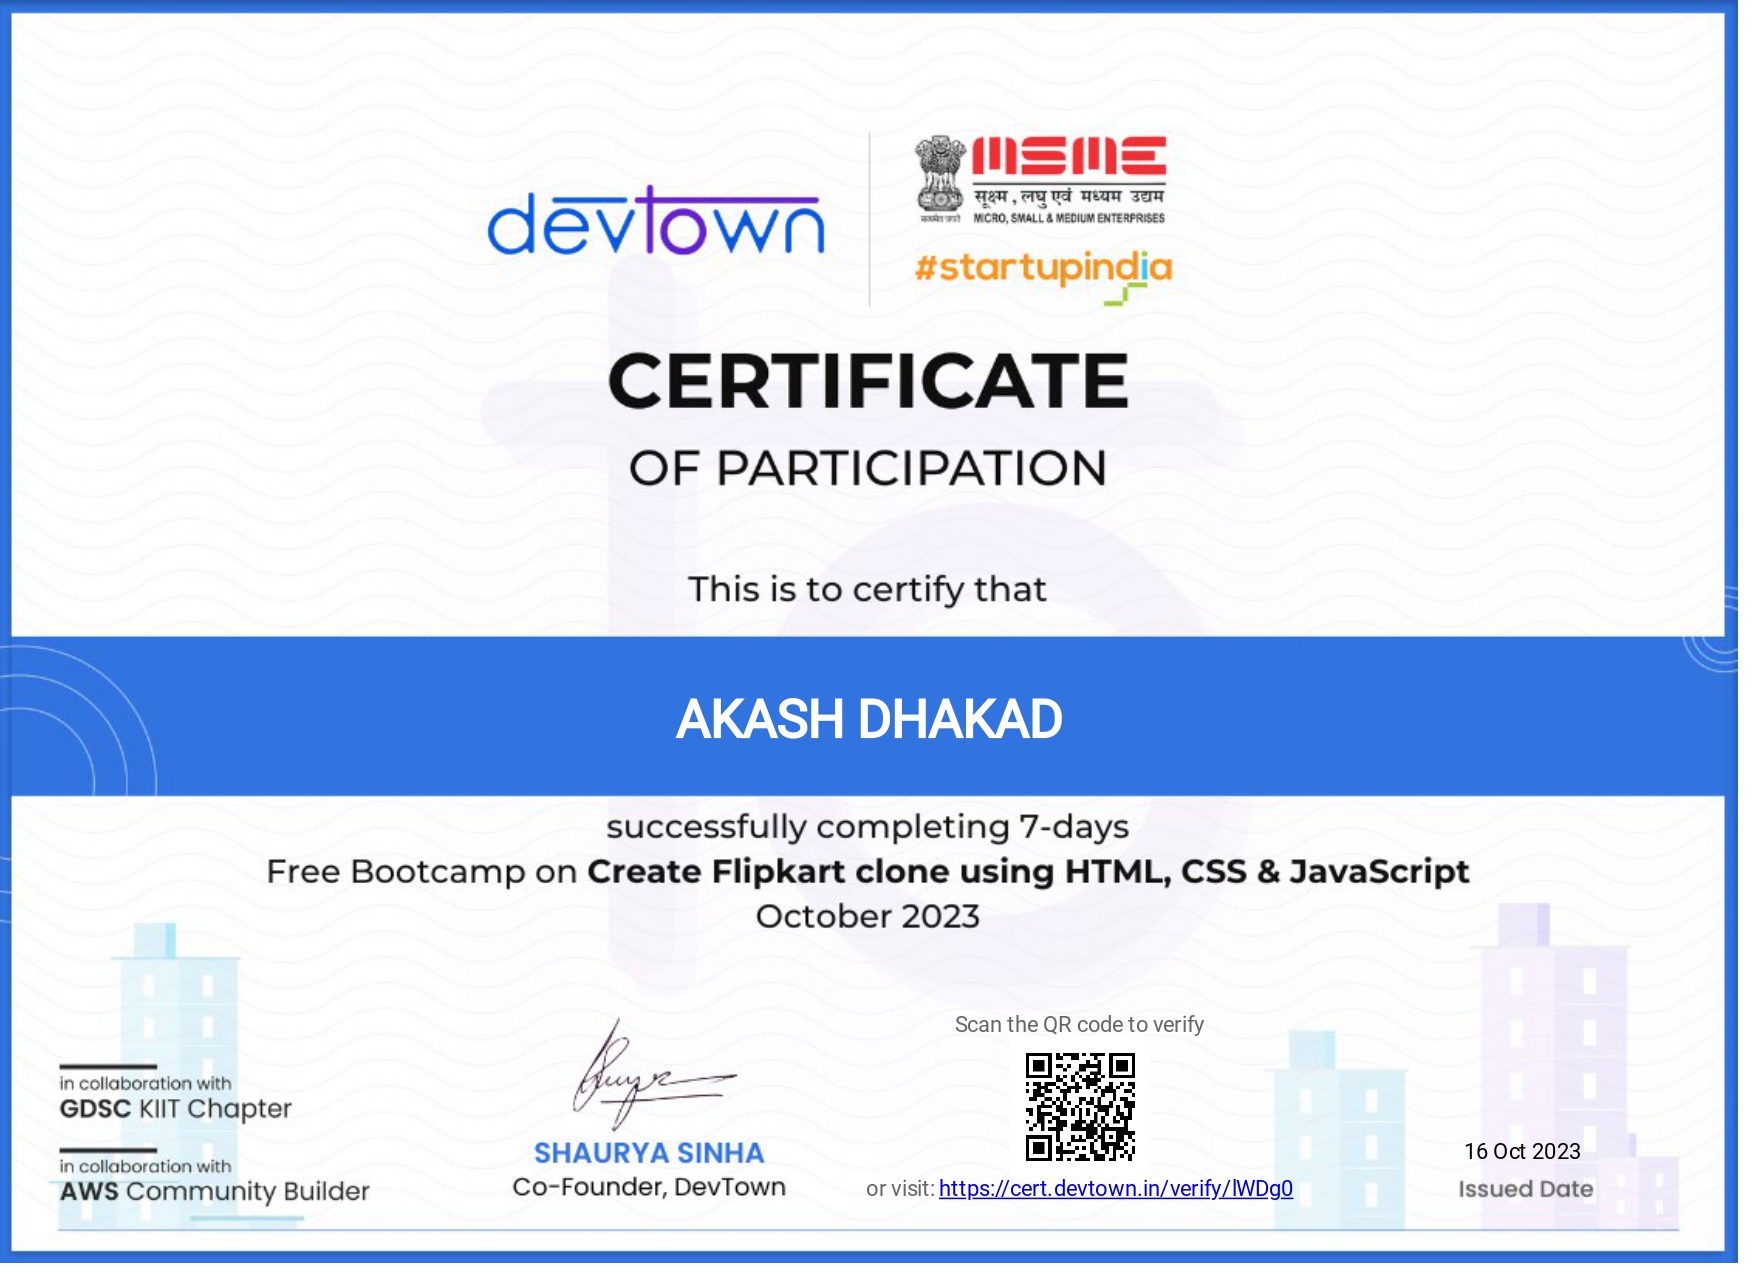 devtown
MSME
सूक्ष्म , लघु एवं मध्यम उद्यम
सत्यमेव जयते
MICRO, SMALL & MEDIUM ENTERPRISES
#startupindia
CERTIFICATE
OF PARTICIPATION
This is to certify that
AKASH DHAKAD
successfully completing 7-days
Free Bootcamp on Create Flipkart clone using HTML, CSS & JavaScript
October 2023
in collaboration with
GDSC KIIT Chapter
in collaboration with
AWS Community Builder
SHAURYA SINHA
Co-Founder, DevTown
Scan the QR code to verify
or visit: https://cert.devtown.in/verify/lWDg0
16 Oct 2023
Issued Date